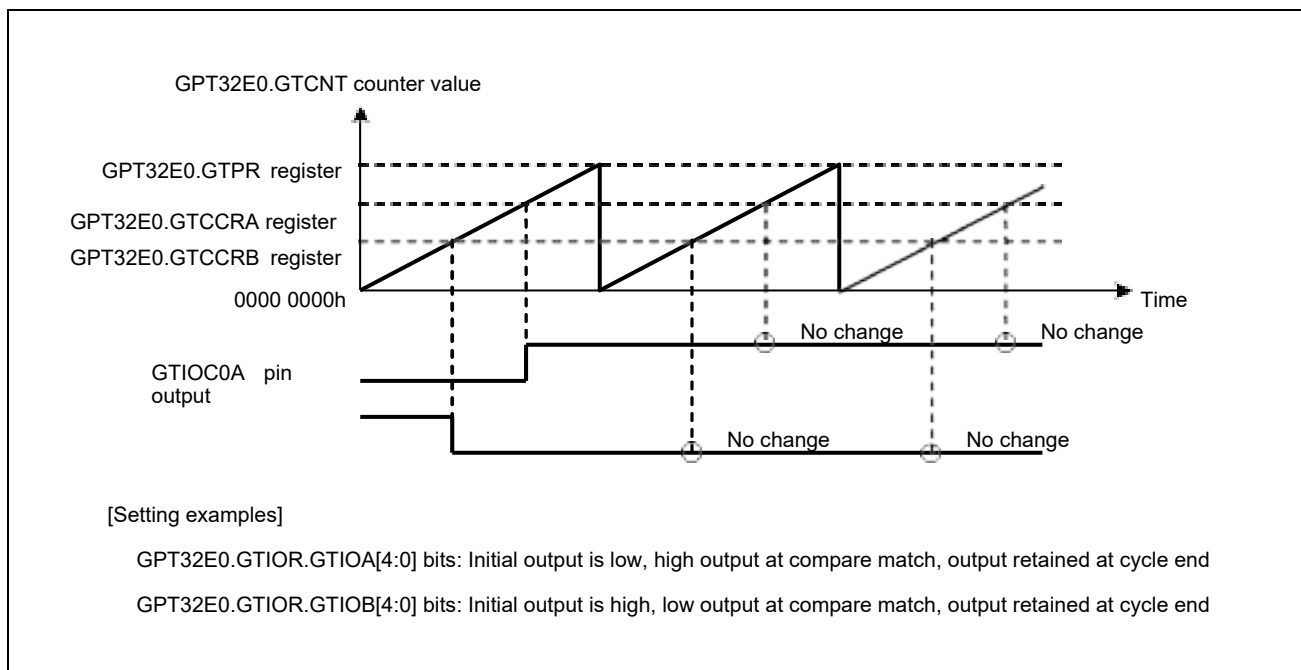 GPT32E0.GTCNT counter value
GPT32E0.GTPR register
GPT32E0.GTCCRA register
GPT32E0.GTCCRB register
0000 0000h
Time
No change
No change
GTIOC0A pin
output
No change
No change
[Setting examples]
GPT32E0.GTIOR.GTIOA[4:0] bits: Initial output is low, high output at compare match, output retained at cycle end
GPT32E0.GTIOR.GTIOB[4:0] bits: Initial output is high, low output at compare match, output retained at cycle end